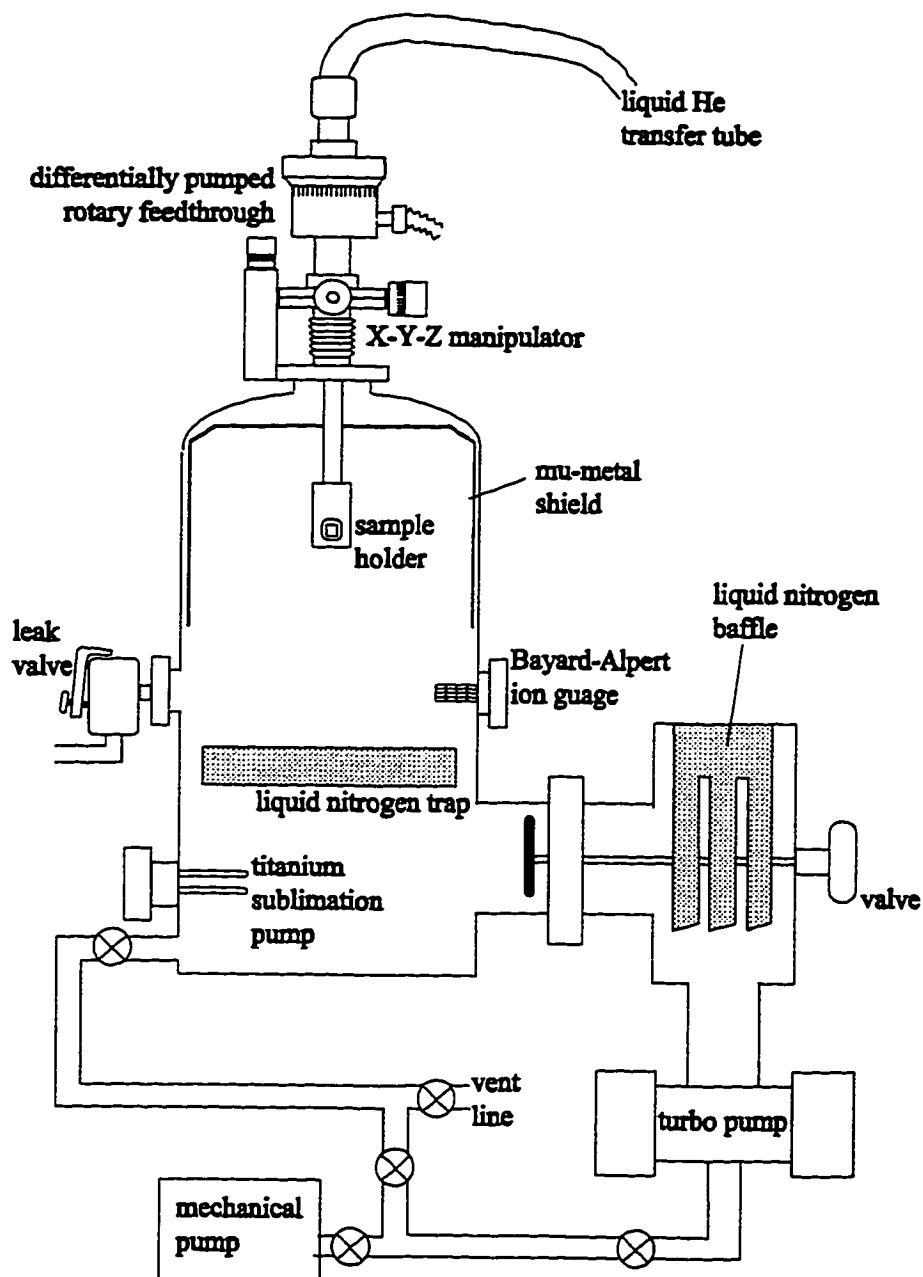 liquid He
transfer tube
differentially pumped
rotary feedthrough
X-Y-Z manipulator
mu-metal
shield
sample
holder
liquid nitrogen
baffle
leak
valve
Bayard-Alpert
ion guage
liquid nitrogen trap
titanium
sublimation
pump
valve
vent
line
turbo pump
mechanical
pump